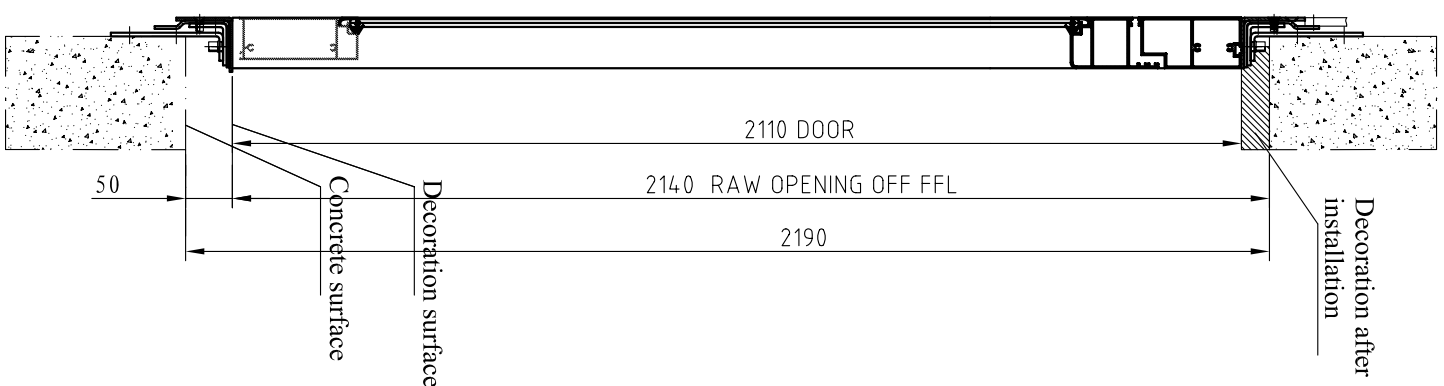 2110 DOOR
50
2140 RAW OPENING OFF FFL
2190
Concrete surface
Decoration surface
Decoration after
installation